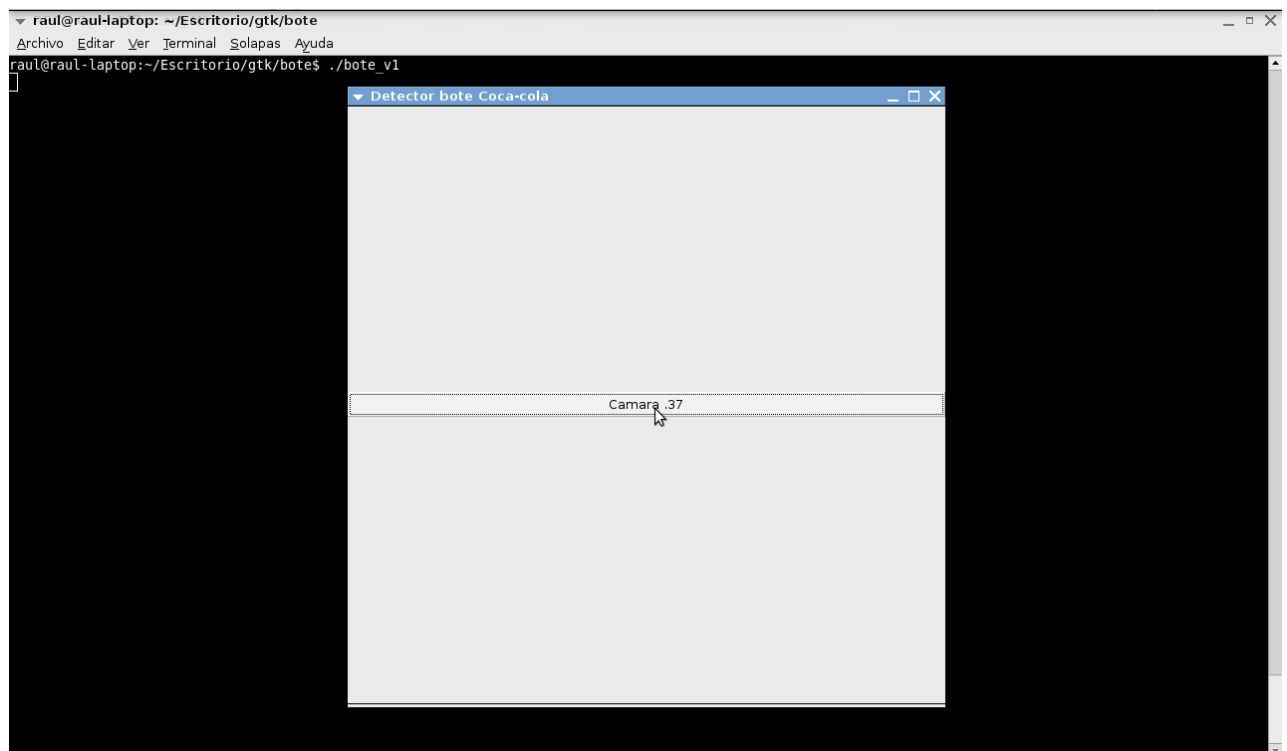 raul@raul-laptop: ~/Escritorio/gtk/bote
Archivo Editar Ver Terminal Solapas Ayuda
raul@raul-laptop:~/Escritorio/gtk/bote$ ./bote_v1
Detector bote Coca-cola
Camara .37